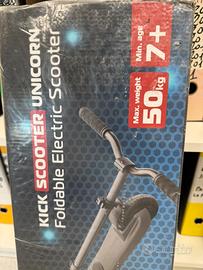 KICK SCOOTER UNICORN
Foldable Electric Scooter
Min. age
7+
Max. weight
50kg